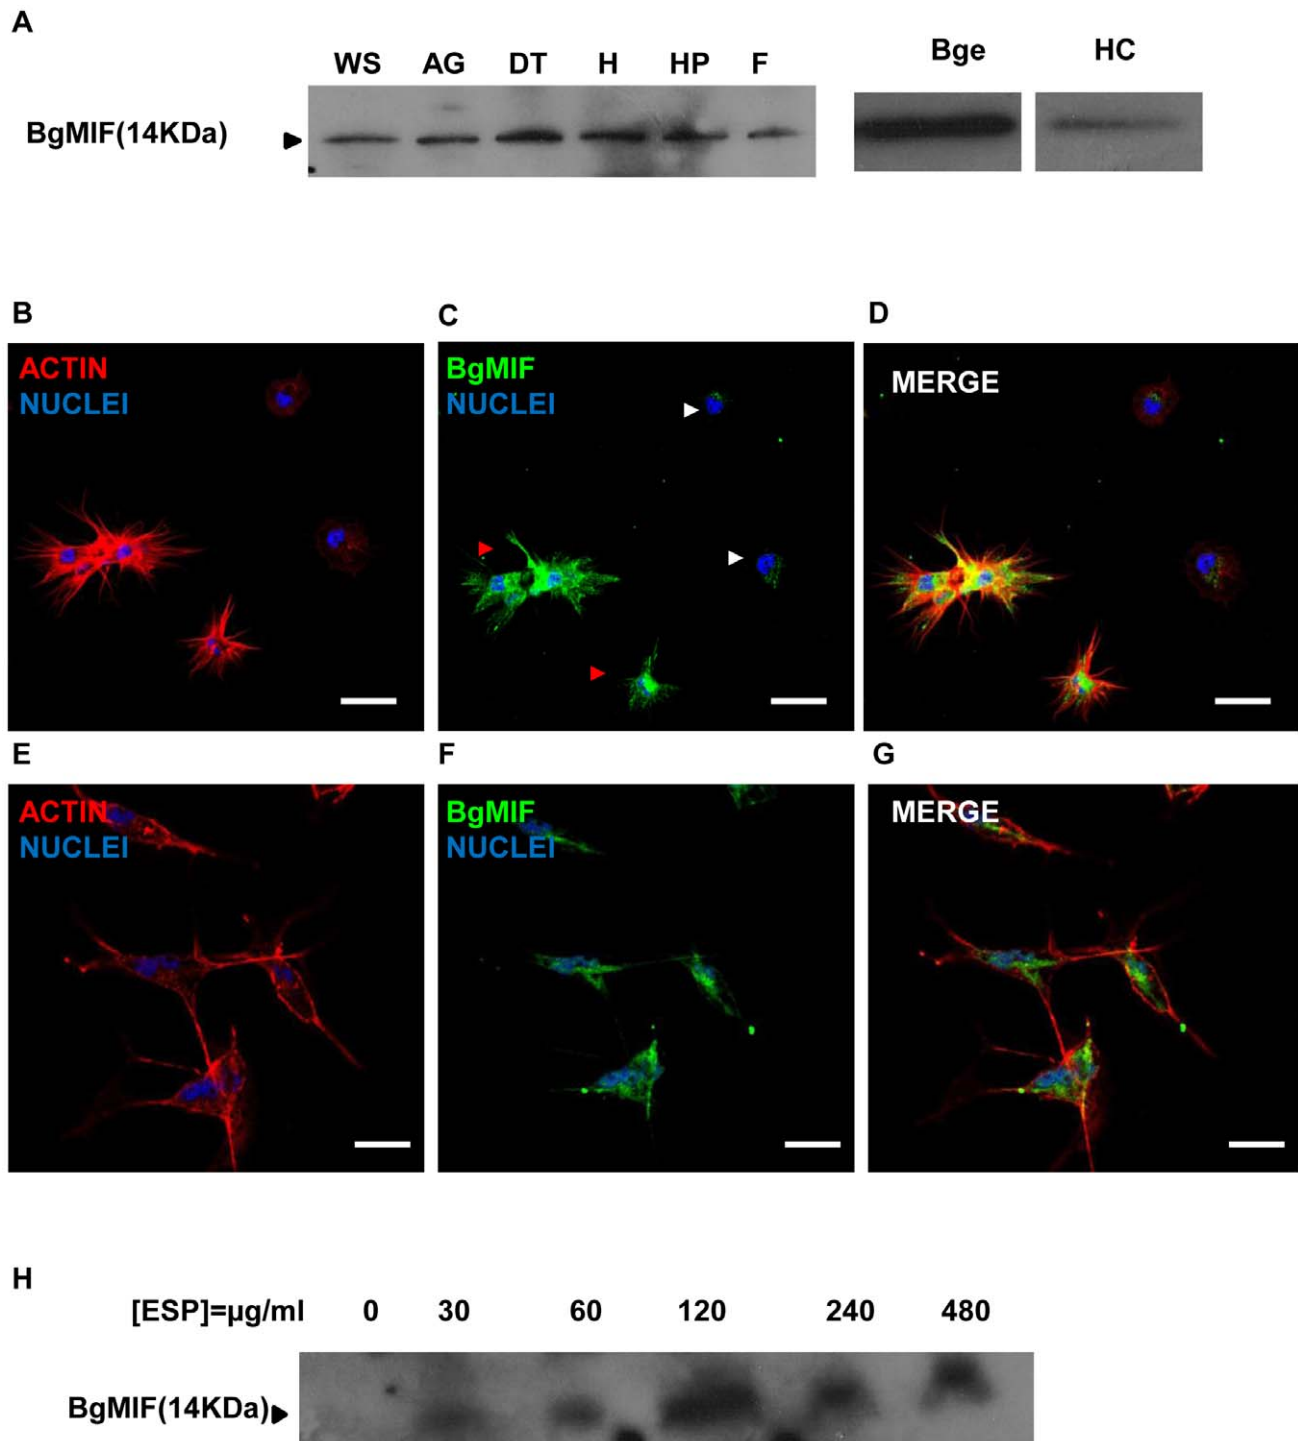 A
WS AG DT H HP F Bge HC
BgMIF(14KDa)
B C D
ACTIN
NUCLEI
BgMIF
NUCLEI
MERGE
E F G
ACTIN
NUCLEI
BgMIF
NUCLEI
MERGE
H
[ESP]=µg/ml 0 30 60 120 240 480
BgMIF(14KDa)